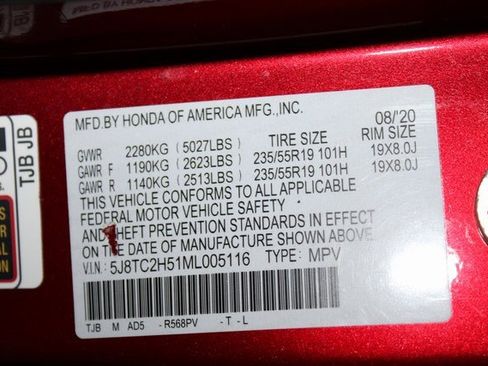 MFD.BY HONDA OF AMERICA MFG.,INC. 08/'20
GVWR 2280KG (5027LBS) TIRE SIZE RIM SIZE
GAWR F 1190KG (2623LBS) 235/55R19 101H 19X8.0J
GAWR R 1140KG (2513LBS) 235/55R19 101H 19X8.0J
THIS VEHICLE CONFORMS TO ALL APPLICABLE
FEDERAL MOTOR VEHICLE SAFETY
AND THEFT PREVENTION STANDARDS IN EFFECT
ON THE DATE OF MANUFACTURE SHOWN ABOVE.
V.I.N: 5J8TC2H51ML005116 TYPE: MPV
TJB M AD5 - R568PV - T - L
TJB JB